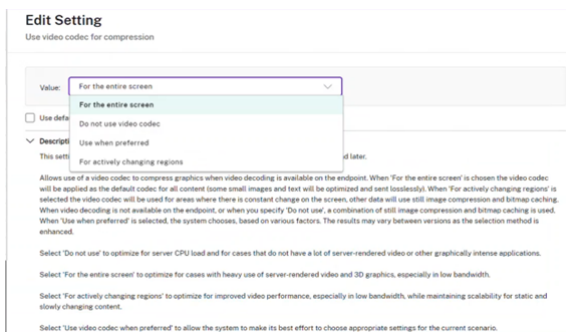 Edit Setting
Use video codec for compression
Value: For the entire screen
For the entire screen
Use defa Do not use video codec
Use when preferred
Descripti
For actively changing regions
This setti d later.
Allows use of a video codec to compress graphics when video decoding is available on the endpoint. When 'For the entire screen' is chosen the video codec
will be applied as the default codec for all content (some small images and text will be optimized and sent losslessly). When 'For actively changing regions' is
selected the video codec will be used for areas where there is constant change on the screen, other data will use still image compression and bitmap caching.
When video decoding is not available on the endpoint, or when you specify 'Do not use', a combination of still image compression and bitmap caching is used.
When 'Use when preferred' is selected, the system chooses, based on various factors. The results may vary between versions as the selection method is
enhanced.
Select 'Do not use' to optimize for server CPU load and for cases that do not have a lot of server-rendered video or other graphically intense applications.
Select 'For the entire screen' to optimize for cases with heavy use of server-rendered video and 3D graphics, especially in low bandwidth.
Select 'For actively changing regions' to optimize for improved video performance, especially in low bandwidth, while maintaining scalability for static and
slowly changing content.
Select 'Use video codec when preferred' to allow the system to make its best effort to choose appropriate settings for the current scenario.